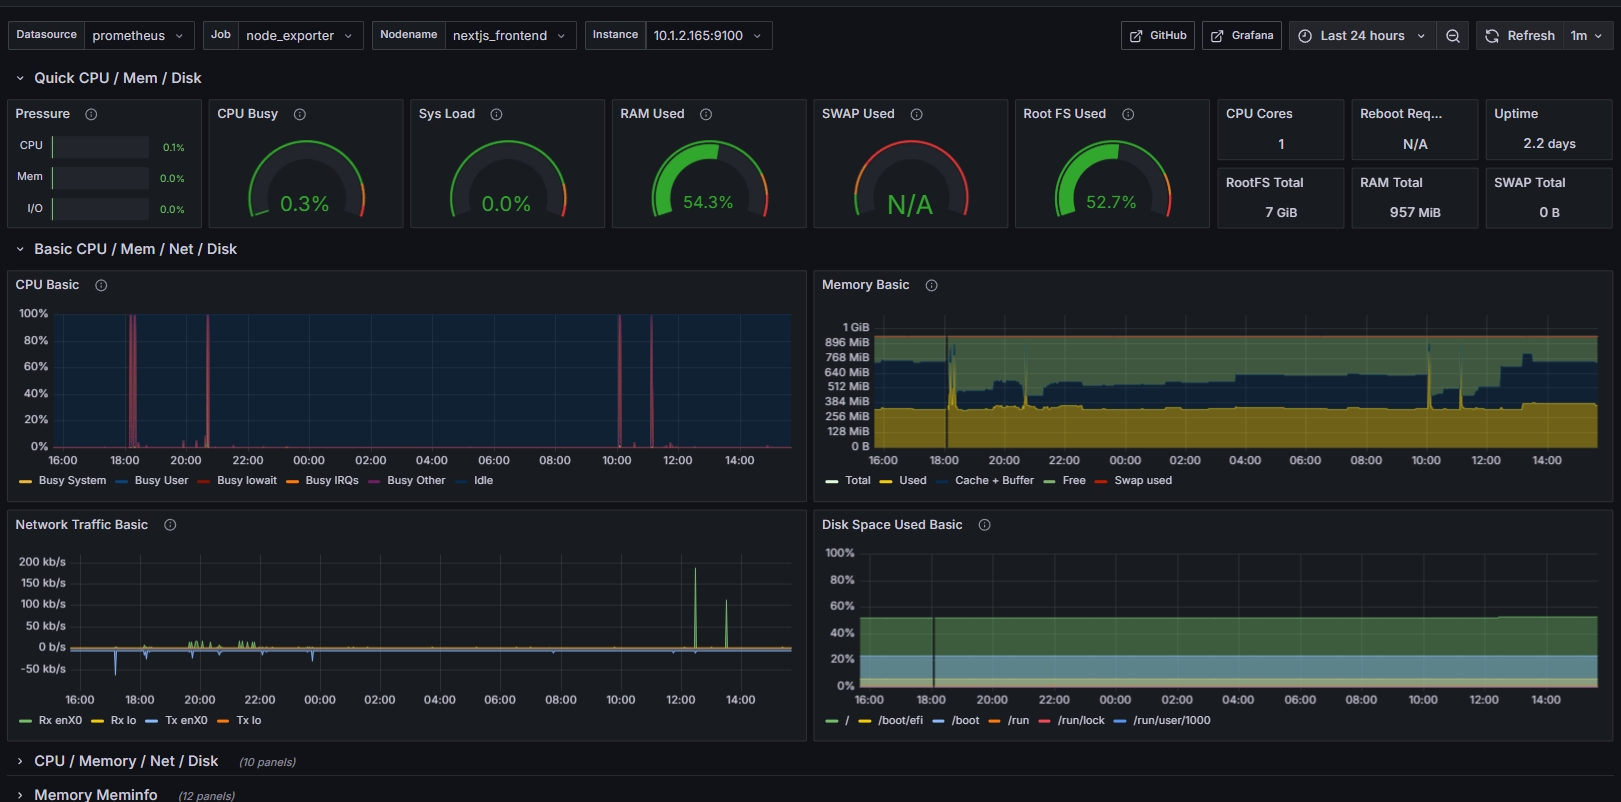 Datasource prometheus Job node_exporter Nodename nextjs_frontend Instance 10.1.2.165:9100 GitHub Grafana Last 24 hours Refresh 1m
Quick CPU / Mem / Disk
Pressure
CPU 0.1%
Mem 0.0%
I/O 0.0%
CPU Busy
0.3%
Sys Load
0.0%
RAM Used
54.3%
SWAP Used
N/A
Root FS Used
52.7%
CPU Cores
1
Reboot Req...
N/A
Uptime
2.2 days
RootFS Total
7 GiB
RAM Total
957 MiB
SWAP Total
0 B
Basic CPU / Mem / Net / Disk
CPU Basic
100%
80%
60%
40%
20%
0%
16:00 18:00 20:00 22:00 00:00 02:00 04:00 06:00 08:00 10:00 12:00 14:00
Busy System Busy User Busy Iowait Busy IRQs Busy Other Idle
Memory Basic
1 GiB
896 MiB
768 MiB
640 MiB
512 MiB
384 MiB
256 MiB
128 MiB
0 B
16:00 18:00 20:00 22:00 00:00 02:00 04:00 06:00 08:00 10:00 12:00 14:00
Total Used Cache + Buffer Free Swap used
Network Traffic Basic
200 kb/s
150 kb/s
100 kb/s
50 kb/s
0 b/s
-50 kb/s
16:00 18:00 20:00 22:00 00:00 02:00 04:00 06:00 08:00 10:00 12:00 14:00
Rx enX0 Rx lo Tx enX0 Tx lo
Disk Space Used Basic
100%
80%
60%
40%
20%
0%
16:00 18:00 20:00 22:00 00:00 02:00 04:00 06:00 08:00 10:00 12:00 14:00
/ /boot/efi /boot /run /run/lock /run/user/1000
CPU / Memory / Net / Disk (10 panels)
Memory Meminfo (12 panels)